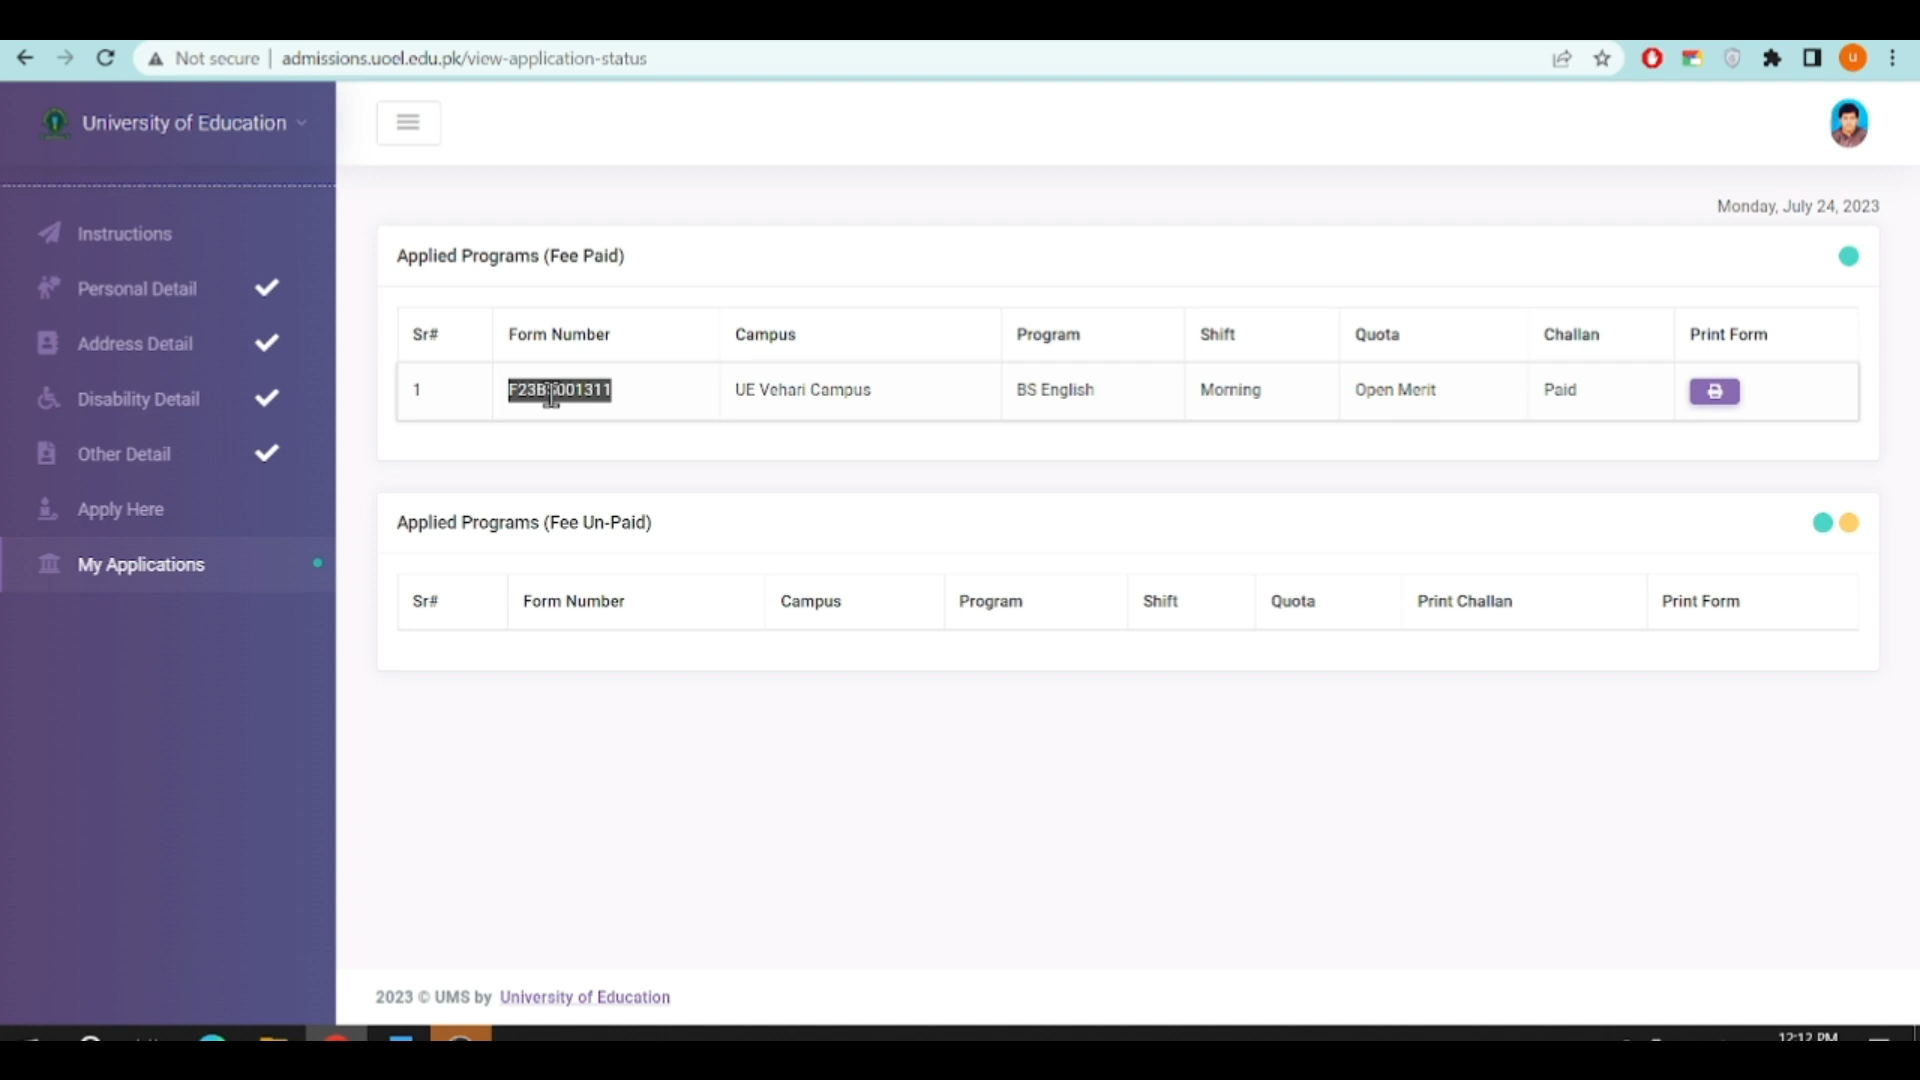 Not secure | admissions.uoel.edu.pk/view-application-status
u
University of Education
Monday, July 24, 2023
Instructions
Personal Detail
Address Detail
Disability Detail
Other Detail
Apply Here
My Applications
Applied Programs (Fee Paid)
Sr# Form Number Campus Program Shift Quota Challan Print Form
1 UE Vehari Campus BS English Morning Open Merit Paid
Applied Programs (Fee Un-Paid)
Sr# Form Number Campus Program Shift Quota Print Challan Print Form
2023 © UMS by University of Education
12:12 PM